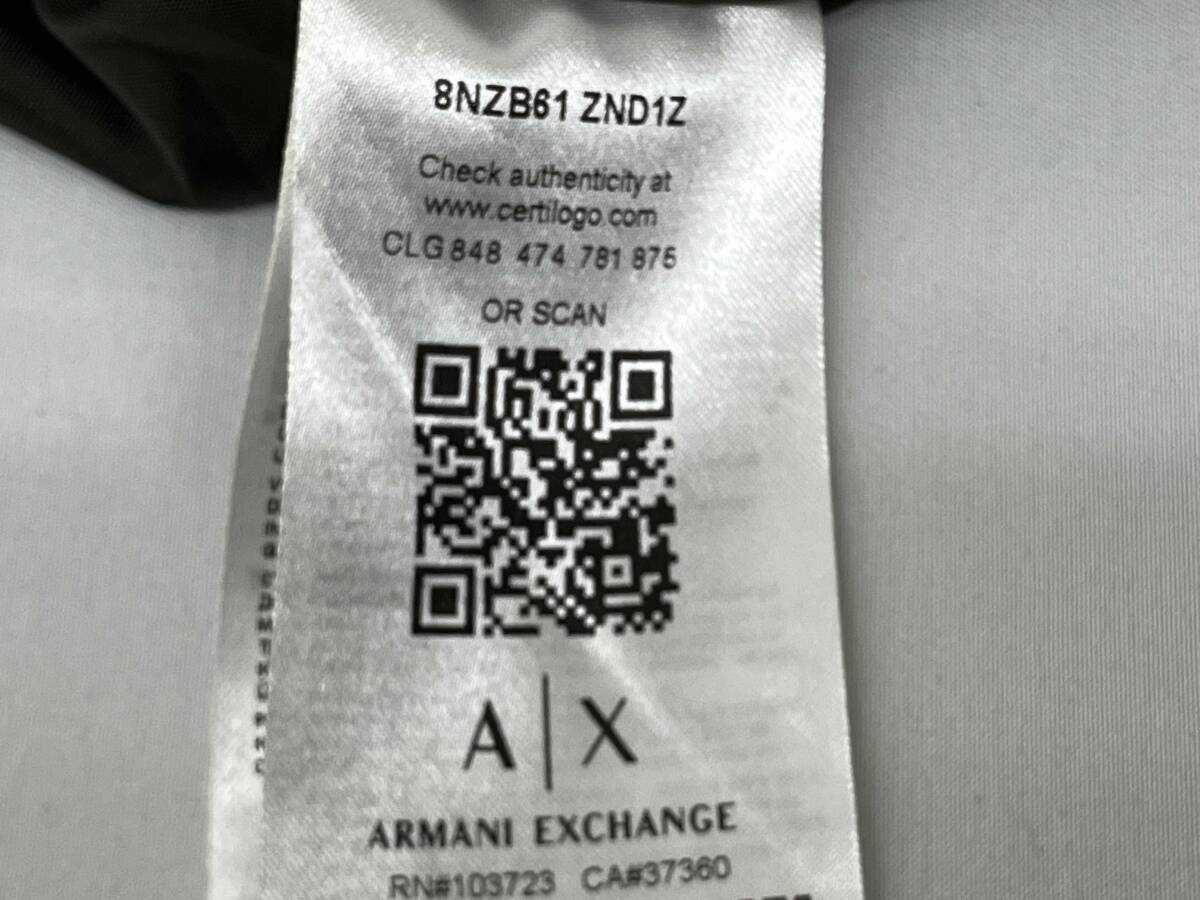 8NZB61 ZND1Z
Check authenticity at
www.certilogo.com
CLG 848 474 781 876
OR SCAN
A|X
ARMANI EXCHANGE
RN#103723 CA#37360